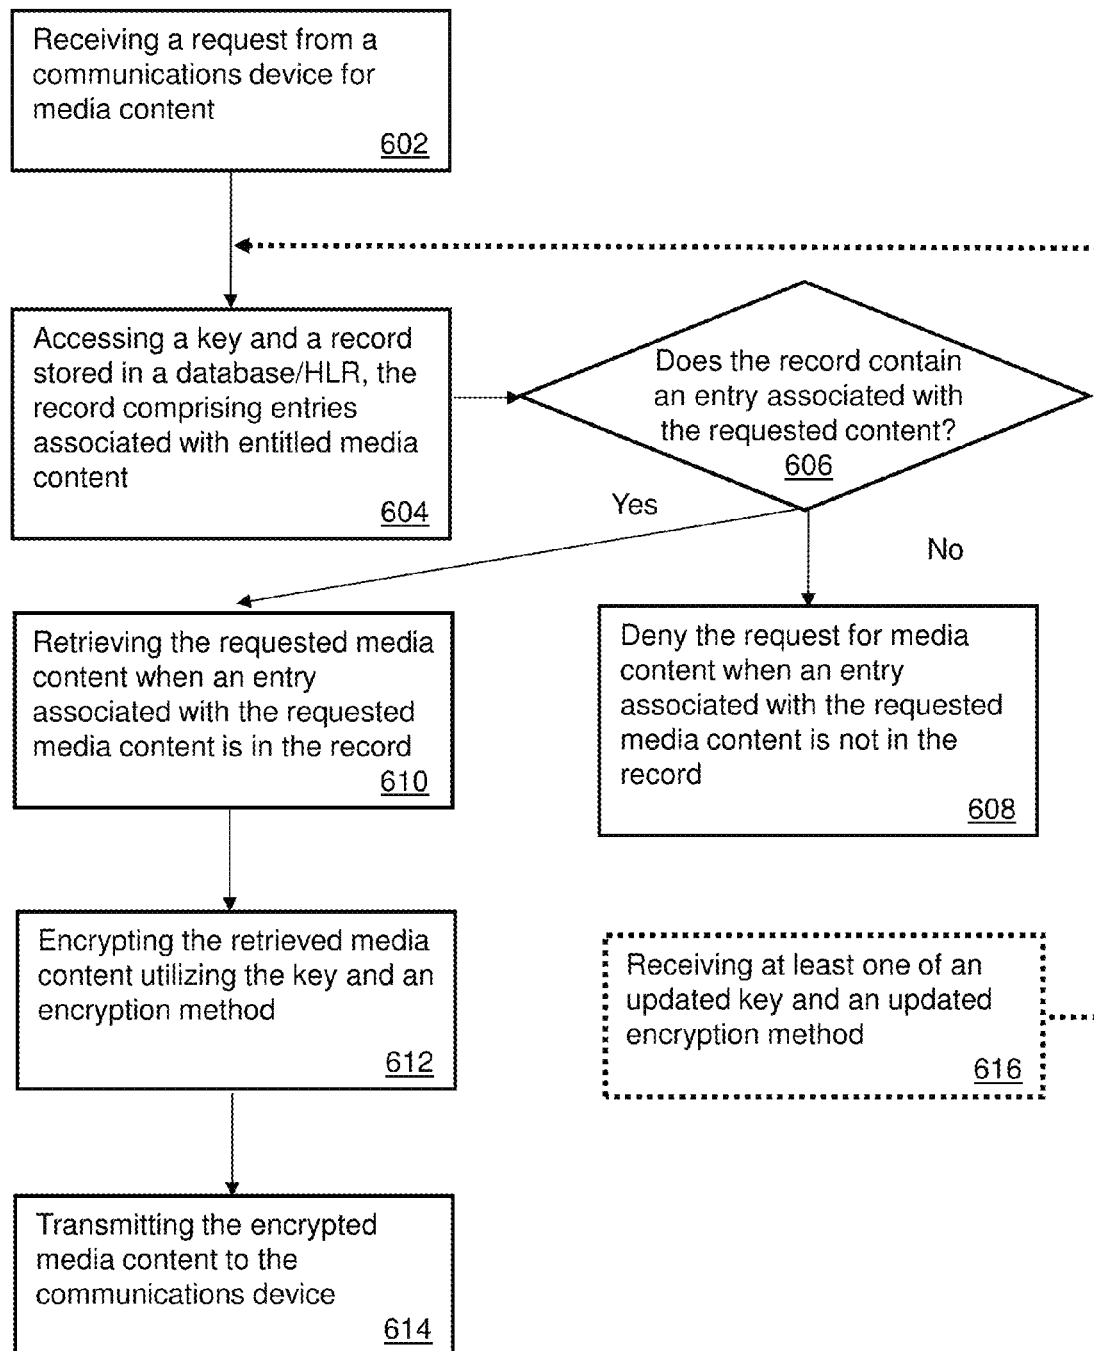 Receiving a request from a
communications device for
media content
602
Accessing a key and a record
stored in a database/HLR, the
record comprising entries
associated with entitled media
content
604
Does the record contain
an entry associated with
the requested content?
606
Yes
No
Retrieving the requested media
content when an entry
associated with the requested
media content is in the record
610
Deny the request for media
content when an entry
associated with the requested
media content is not in the
record
608
Encrypting the retrieved media
content utilizing the key and an
encryption method
612
Receiving at least one of an
updated key and an updated
encryption method
616
Transmitting the encrypted
media content to the
communications device
614